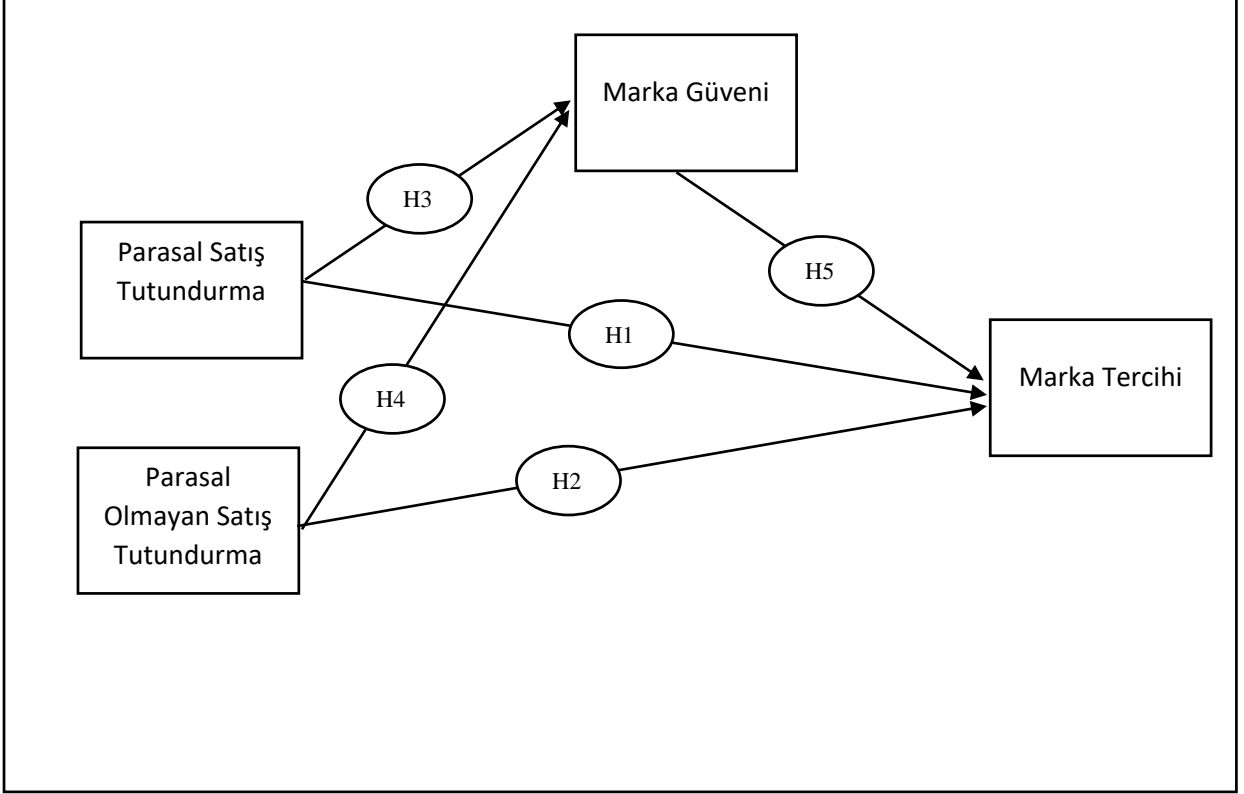 Marka Güveni
H3
Parasal Satış
Tutundurma
H5
H1
Marka Tercihi
H4
Parasal
Olmayan Satış
Tutundurma
H2